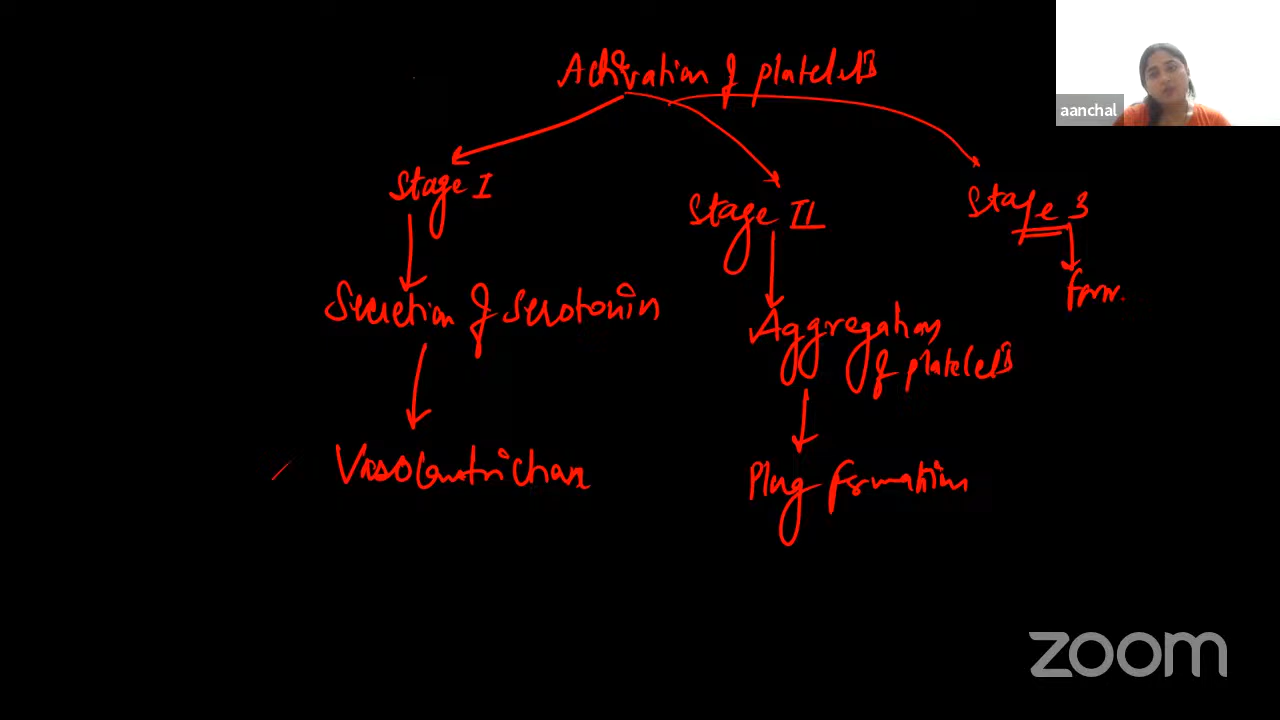 Activation of platelets
aanchal
Stage I
Stage II
Stage 3
Secretion of Serotonin
Form.
Aggregation
of platelets
Vasoconstriction
Plug formation
zoom